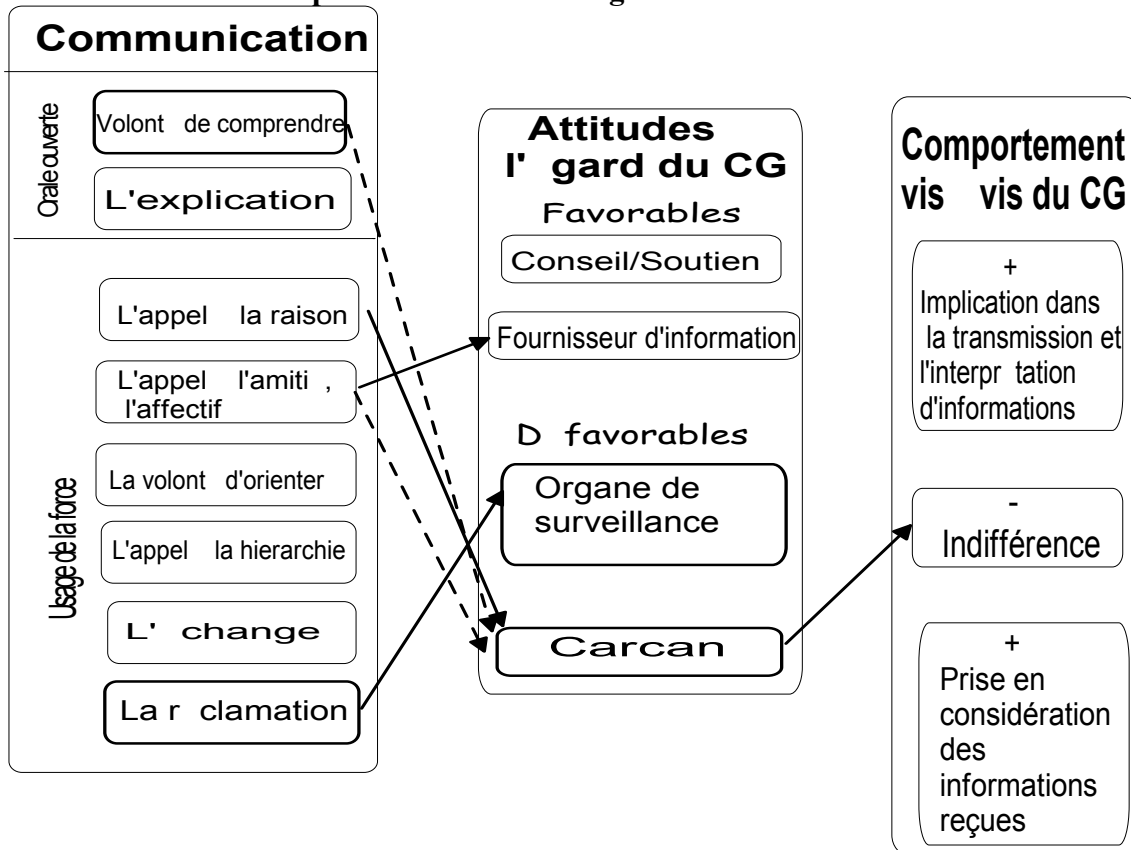 Communication
Orale ouverte
Volont de comprendre
L'explication
Usage de la force
L'appel la raison
L'appel l'amiti ,
l'affectif
La volont d'orienter
L'appel la hierarchie
L' change
La r clamation
Attitudes
l' gard du CG
Favorables
Conseil/Soutien
Fournisseur d'information
D favorables
Organe de
surveillance
Carcan
Comportement
vis vis du CG
+
Implication dans
la transmission et
l'interpr tation
d'informations
-
Indifférence
+
Prise en
considération
des
informations
reçues